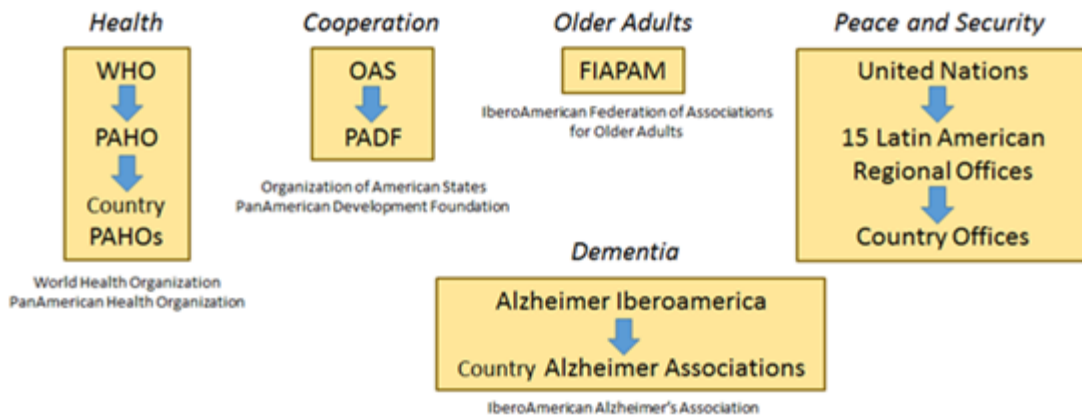 Health
WHO
PAHO
Country
PAHOs
World Health Organization
PanAmerican Health Organization
Cooperation
OAS
PADF
Organization of American States
PanAmerican Development Foundation
Older Adults
FIAPAM
IberoAmerican Federation of Associations
for Older Adults
Peace and Security
United Nations
15 Latin American
Regional Offices
Country Offices
Dementia
Alzheimer Iberoamerica
Country Alzheimer Associations
IberoAmerican Alzheimer's Association